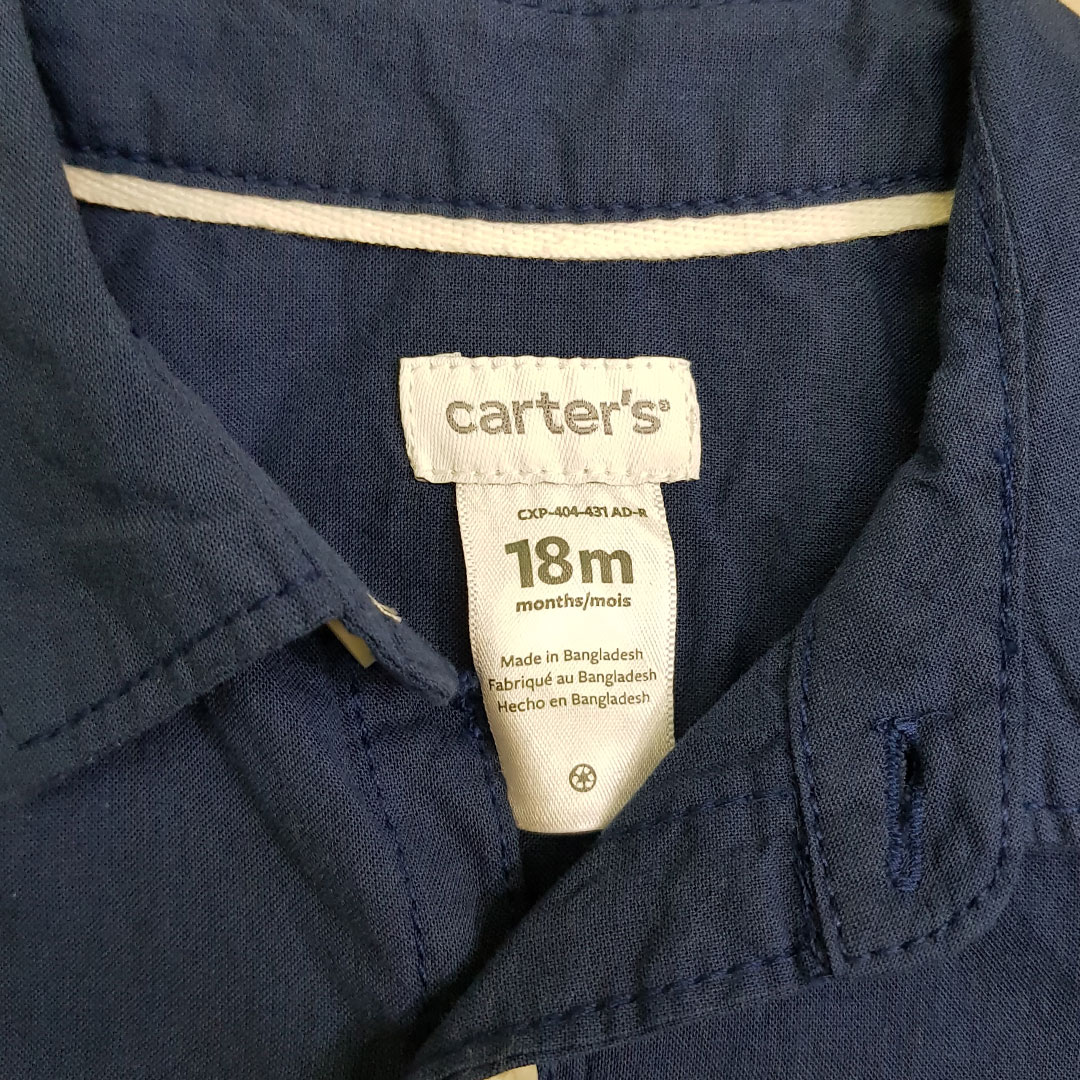 carter's
CXP-404-431 AD-R
18m
months/mois
Made in Bangladesh
Fabriqué au Bangladesh
Hecho en Bangladesh